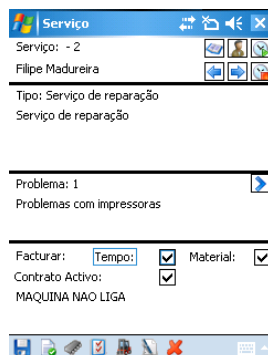 Serviço
Serviço: - 2
Filipe Madureira
Tipo: Serviço de reparação
Serviço de reparação
Problema: 1
Problemas com impressoras
Facturar: Tempo: Material:
Contrato Activo:
MAQUINA NAO LIGA